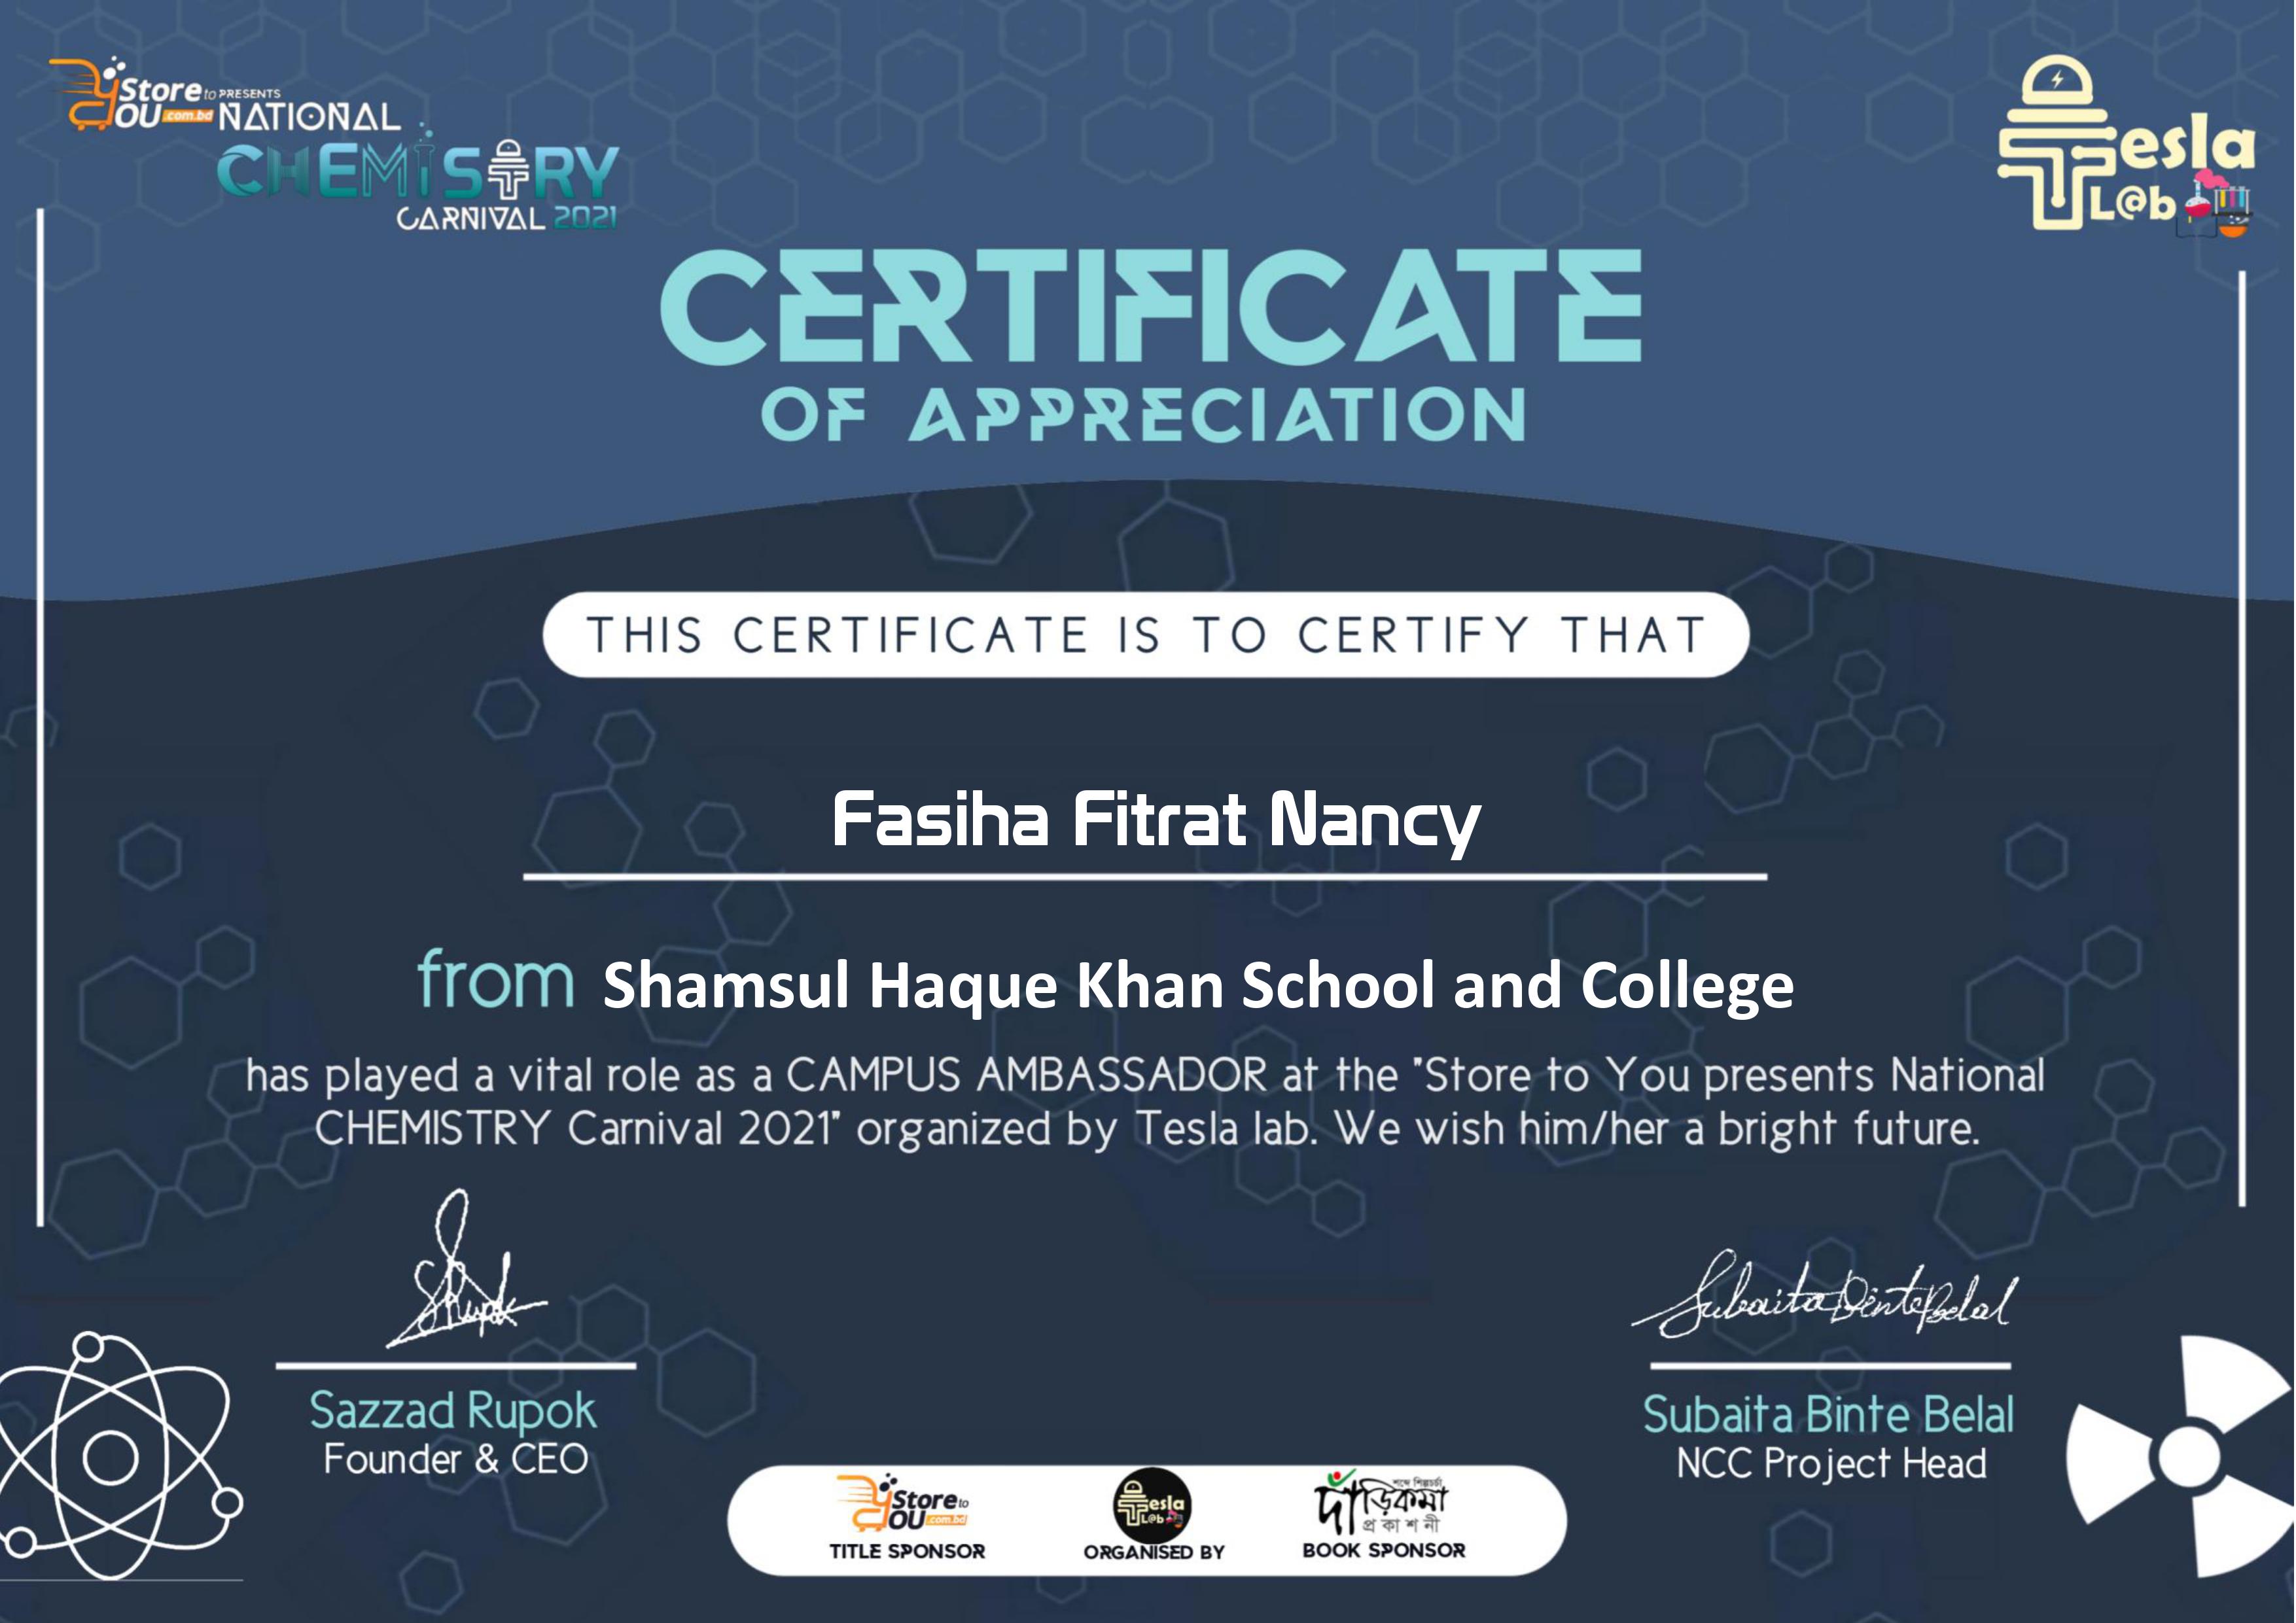 Store to PRESENTS
YOU .com.bd NATIONAL
CHEMISTRY
CARNIVAL 2021
Tesla
L@b
CERTIFICATE
OF APPRECIATION
THIS CERTIFICATE IS TO CERTIFY THAT
Fasiha Fitrat Nancy
from Shamsul Haque Khan School and College
has played a vital role as a CAMPUS AMBASSADOR at the "Store to You presents National
CHEMISTRY Carnival 2021" organized by Tesla lab. We wish him/her a bright future.
Subaita Binte Belal
Sazzad Rupok
Founder & CEO
Subaita Binte Belal
NCC Project Head
Store to
YOU .com.bd
TITLE SPONSOR
Tesla
L@b
ORGANISED BY
শব্দে শিল্পচর্চা
দাঁড়িকমা
প্রকাশনী
BOOK SPONSOR